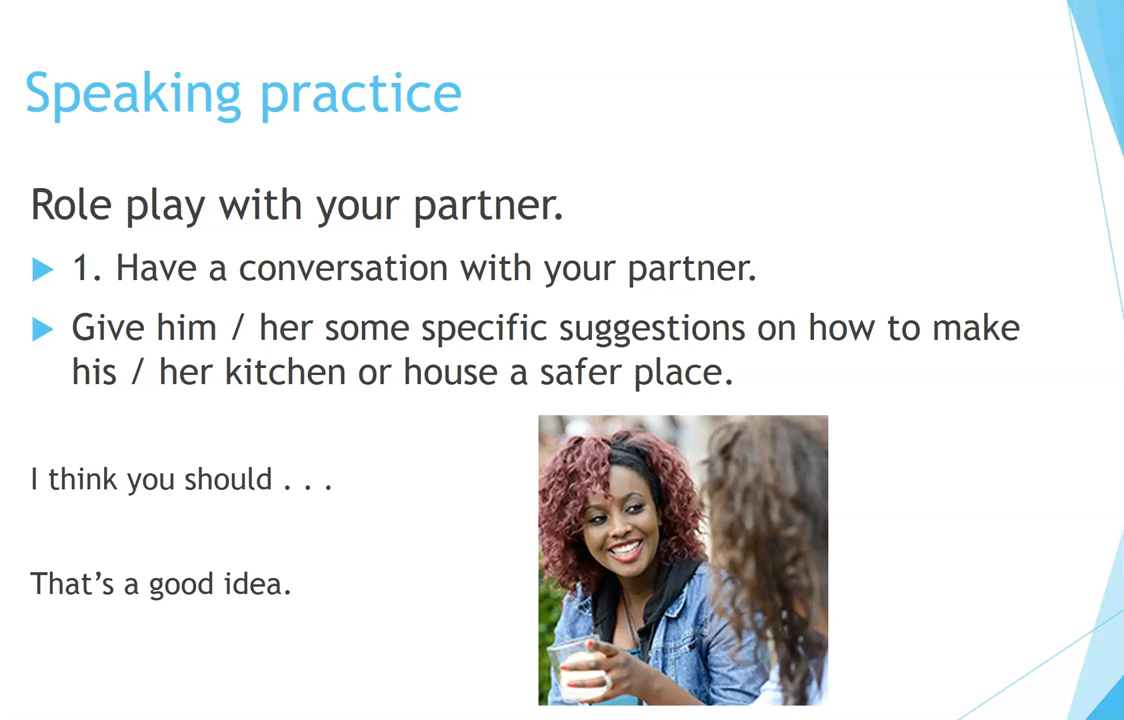 Speaking practice
Role play with your partner.
1. Have a conversation with your partner.
Give him / her some specific suggestions on how to make
his / her kitchen or house a safer place.
I think you should . . .
That’s a good idea.